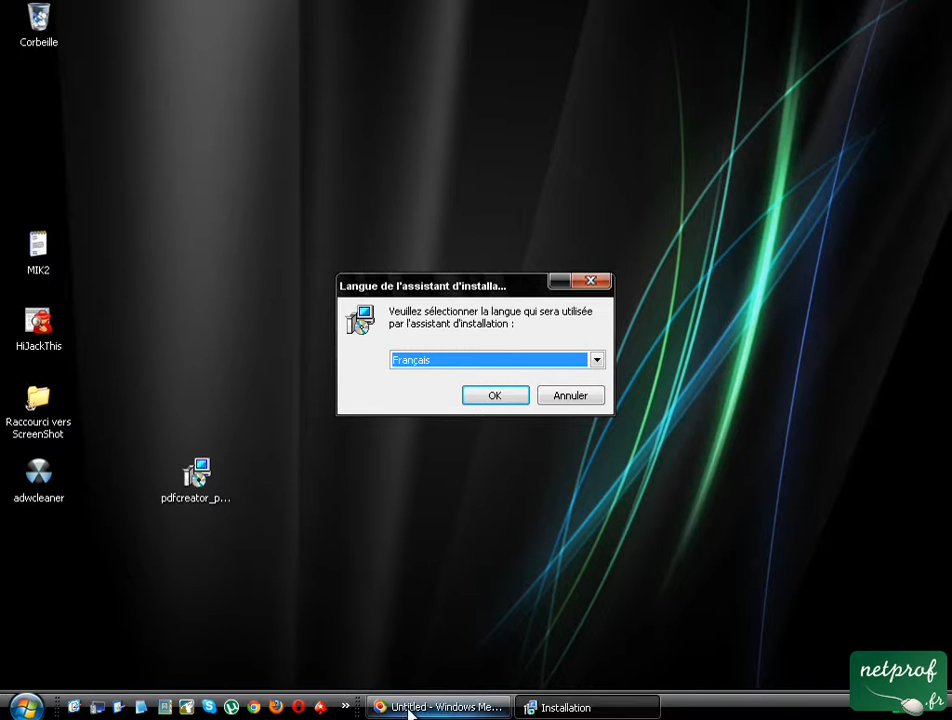 Corbeille
MIK2
HiJackThis
Raccourci vers
ScreenShot
adwcleaner
pdfcreator_p...
Langue de l'assistant d'installa...
Veuillez sélectionner la langue qui sera utilisée
par l'assistant d'installation :
Français
OK
Annuler
Untitled - Windows Me...
Installation
netprof
.fr